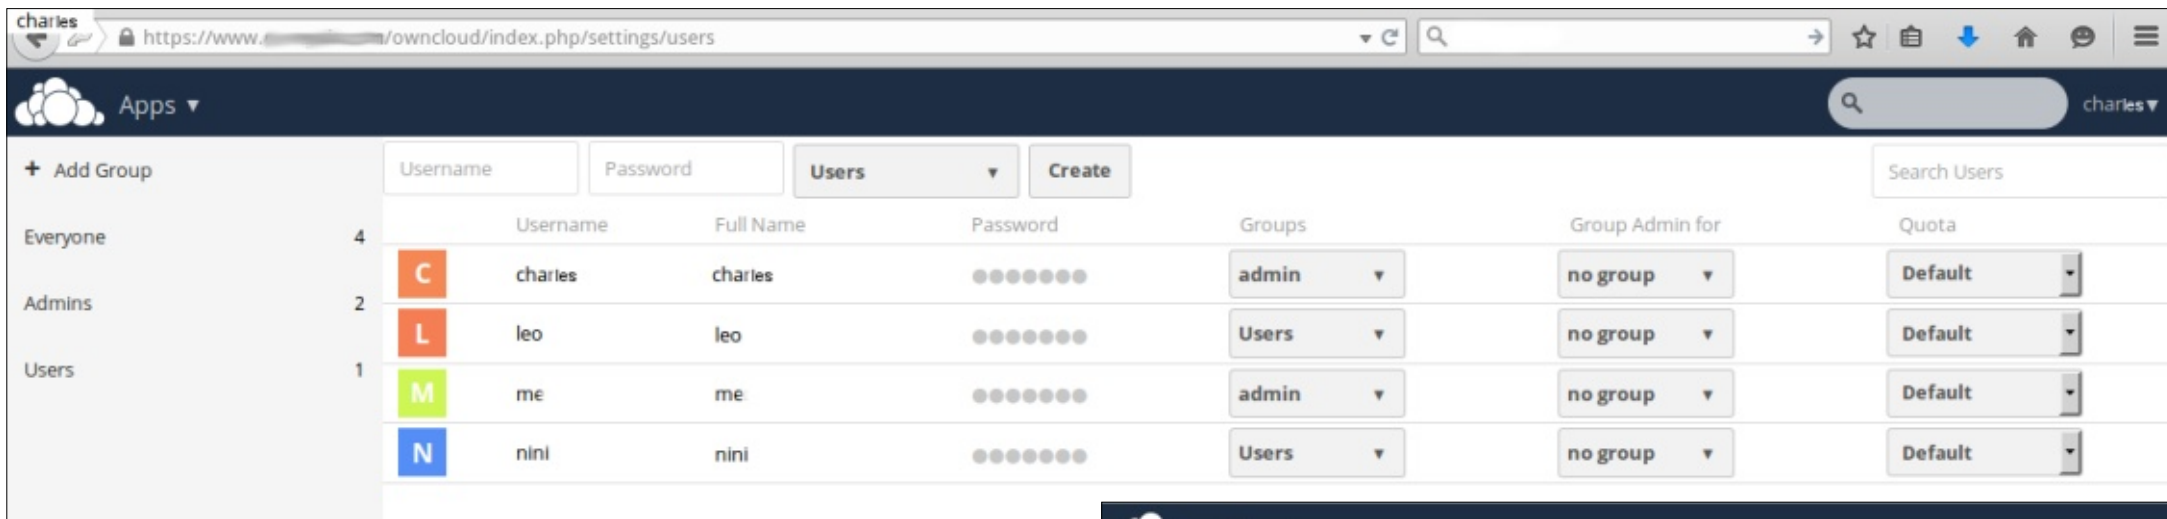 charles
https://www. /owncloud/index.php/settings/users
Apps ▼ charles▼
+ Add Group Username Password Users ▼ Create Search Users
Username Full Name Password Groups Group Admin for Quota
Everyone 4
C charles charles admin ▼ no group ▼ Default
Admins 2
L leo leo Users ▼ no group ▼ Default
Users 1
M me me admin ▼ no group ▼ Default
N nini nini Users ▼ no group ▼ Default